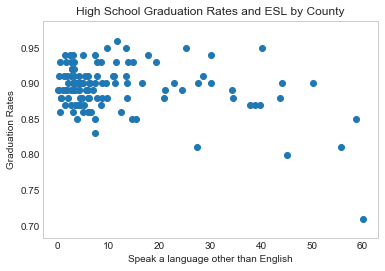 High School Graduation Rates and ESL by County
Graduation Rates
0.95
0.90
0.85
0.80
0.75
0.70
0 10 20 30 40 50 60
Speak a language other than English